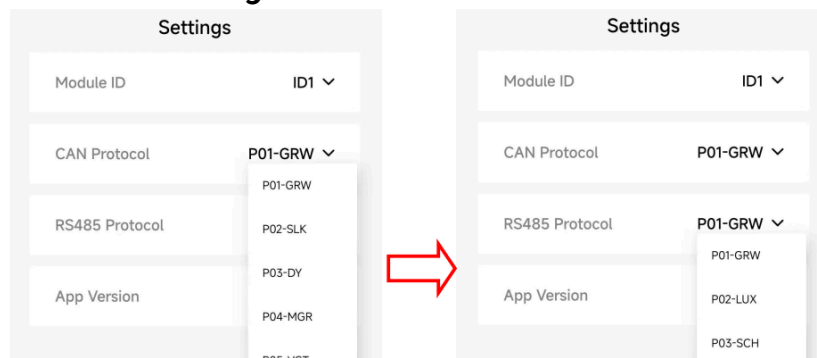 Settings
Module ID ID1
CAN Protocol P01-GRW
P01-GRW
RS485 Protocol
P02-SLK
P03-DY
App Version
P04-MGR
Settings
Module ID ID1
CAN Protocol P01-GRW
RS485 Protocol P01-GRW
P01-GRW
App Version
P02-LUX
P03-SCH